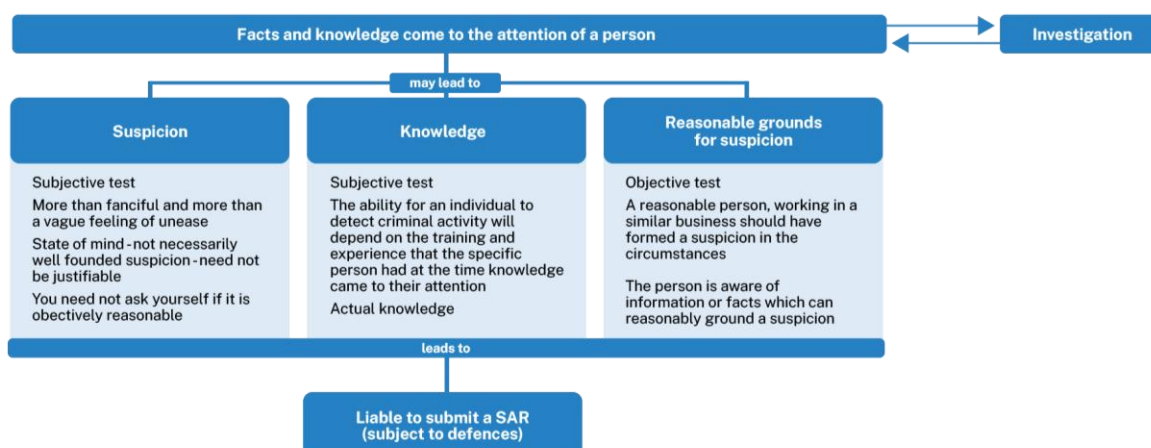 Facts and knowledge come to the attention of a person
Investigation
may lead to
Suspicion
Subjective test
More than fanciful and more than
a vague feeling of unease
State of mind - not necessarily
well founded suspicion - need not
be justifiable
You need not ask yourself if it is
obectively reasonable
Knowledge
Subjective test
The ability for an individual to
detect criminal activity will
depend on the training and
experience that the specific
person had at the time knowledge
came to their attention
Actual knowledge
Reasonable grounds
for suspicion
Objective test
A reasonable person, working in a
similar business should have
formed a suspicion in the
circumstances
The person is aware of
information or facts which can
reasonably ground a suspicion
leads to
Liable to submit a SAR
(subject to defences)